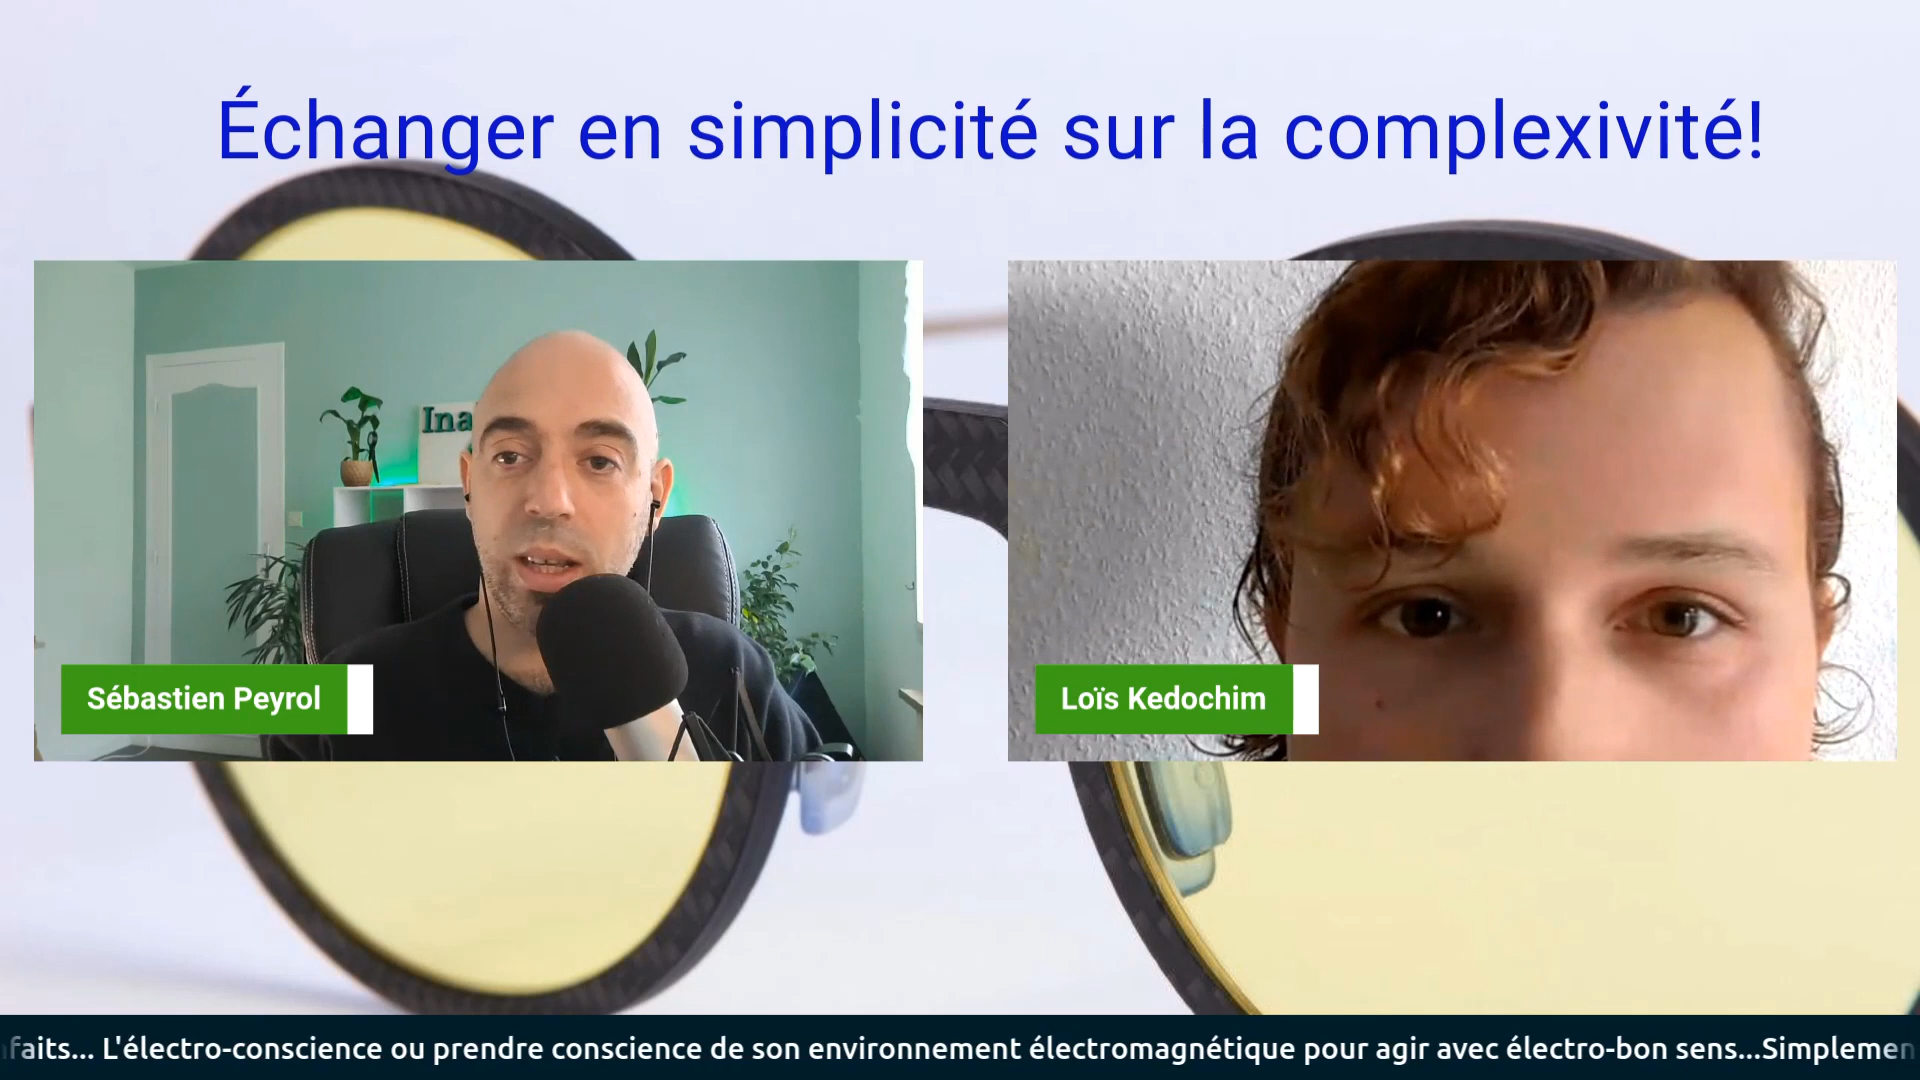 Échanger en simplicité sur la complexivité!
Ina
Sébastien Peyrol
Loïs Kedochim
faits... L'électro-conscience ou prendre conscience de son environnement électromagnétique pour agir avec électro-bon sens...Simplemen